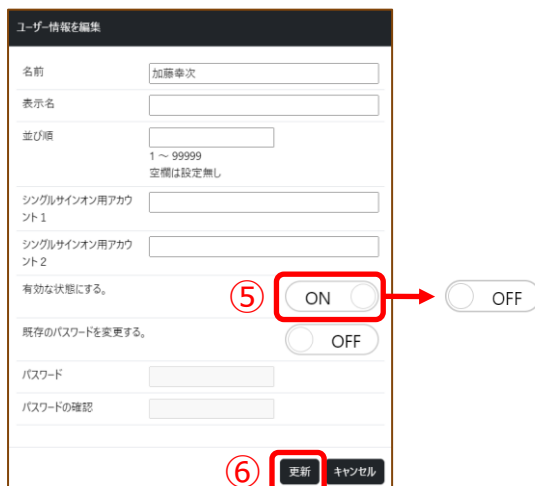 ユーザー情報を編集
名前
加藤幸次
表示名
並び順
1 ～ 99999
空欄は設定無し
シングルサインオン用アカウ
ント1
シングルサインオン用アカウ
ント2
有効な状態にする。
⑤
ON
OFF
既存のパスワードを変更する。
OFF
パスワード
パスワードの確認
⑥
更新
キャンセル